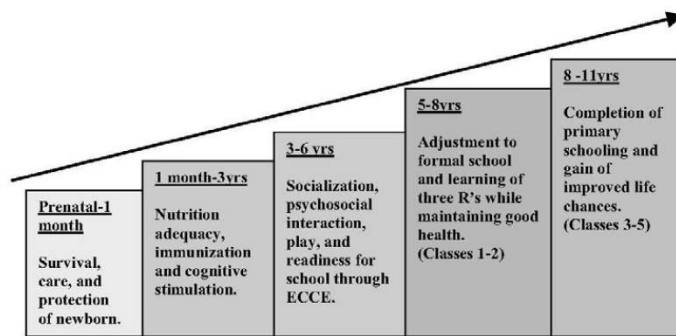 Prenatal-1
month
Survival,
care, and
protection
of newborn.
1 month-3yrs
Nutrition
adequacy,
immunization
and cognitive
stimulation.
3-6 yrs
Socialization,
psychosocial
interaction,
play, and
readiness for
school through
ECCE.
5-8yrs
Adjustment to
formal school
and learning of
three R's while
maintaining good
health.
(Classes 1-2)
8 -11yrs
Completion of
primary
schooling and
gain of
improved life
chances.
(Classes 3-5)